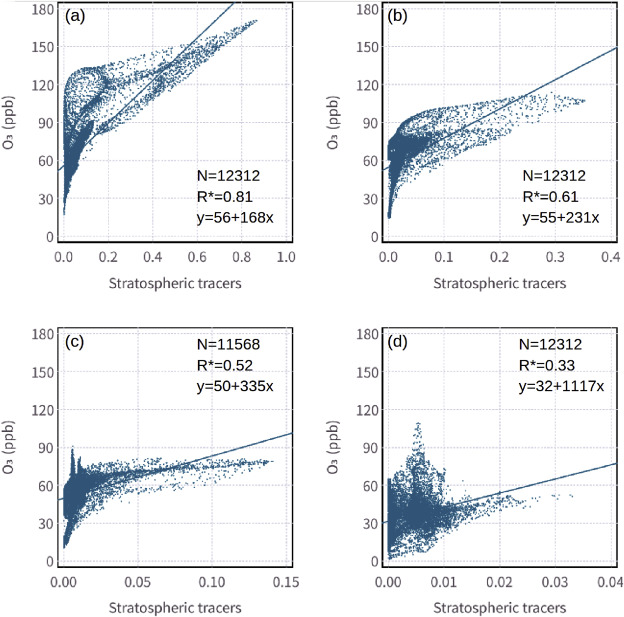 (a)
180
150
120
90
60
30
0
O₃ (ppb)
N=12312
R*=0.81
y=56+168x
0.0 0.2 0.4 0.6 0.8 1.0
Stratospheric tracers
(b)
180
150
120
90
60
30
0
O₃ (ppb)
N=12312
R*=0.61
y=55+231x
0.0 0.1 0.2 0.3 0.4
Stratospheric tracers
(c)
180
150
120
90
60
30
0
O₃ (ppb)
N=11568
R*=0.52
y=50+335x
0.00 0.05 0.10 0.15
Stratospheric tracers
(d)
180
150
120
90
60
30
0
O₃ (ppb)
N=12312
R*=0.33
y=32+1117x
0.00 0.01 0.02 0.03 0.04
Stratospheric tracers